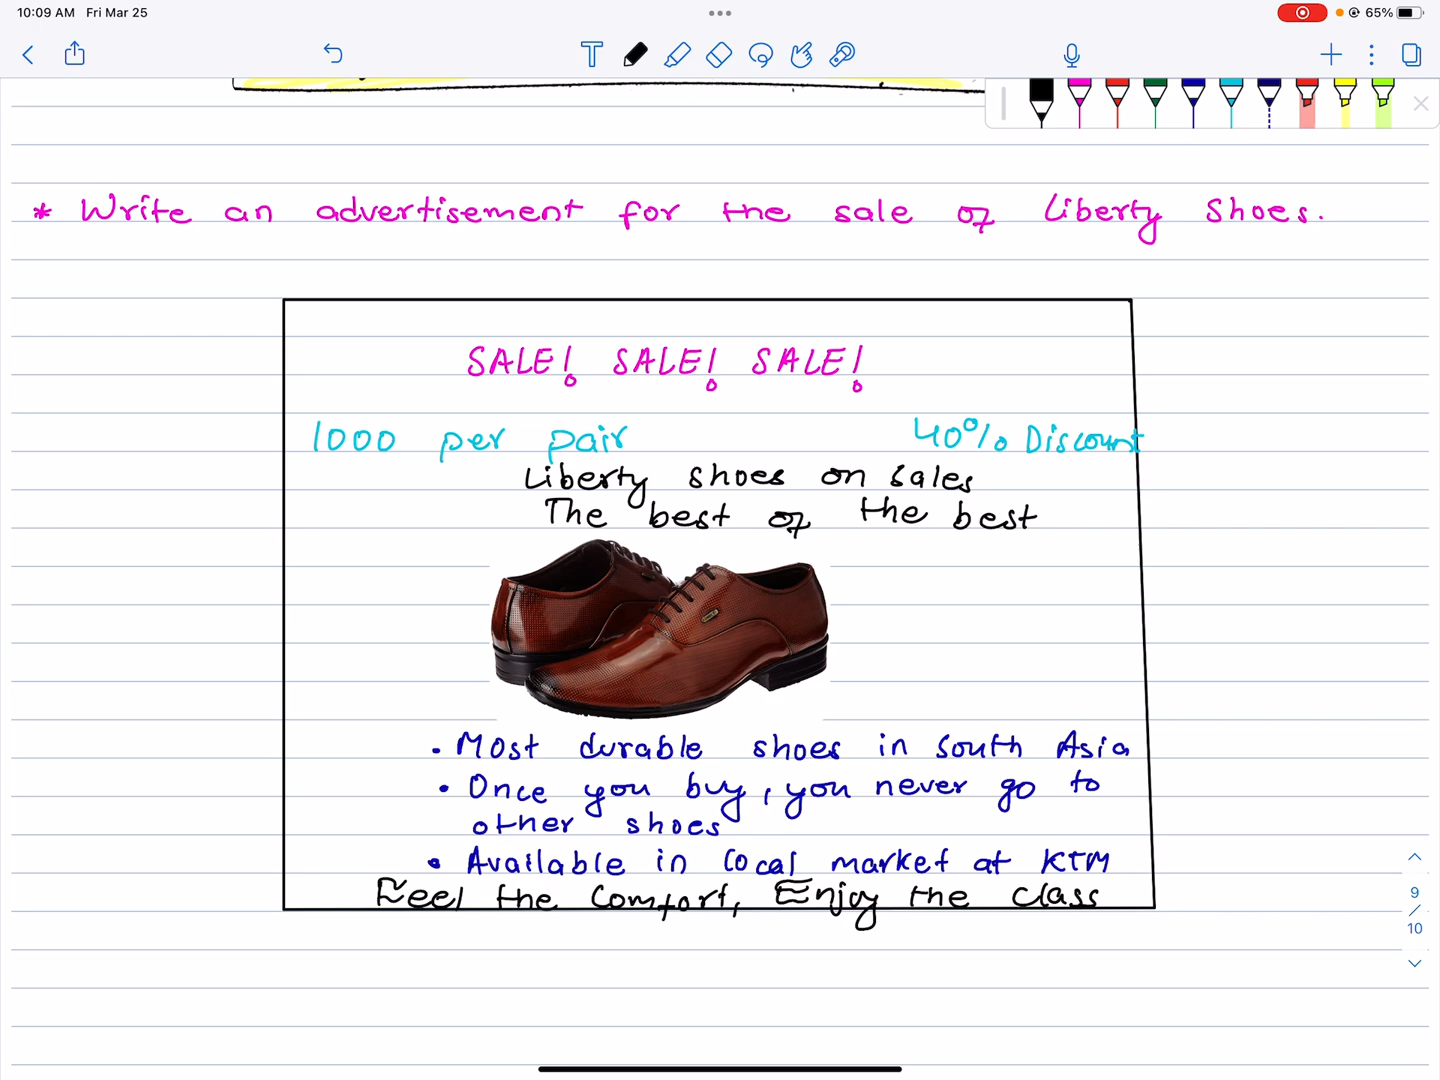 10:09 AM Fri Mar 25
65%
* Write an advertisement for the sale of Liberty Shoes.
SALE! SALE! SALE!
1000 per pair 40% Discount
Liberty shoes on sales
The best of the best
• Most durable shoes in South Asia
• Once you buy, you never go to
other shoes
• Available in local market at KTM
Feel the Comfort, Enjoy the class
9
/
10